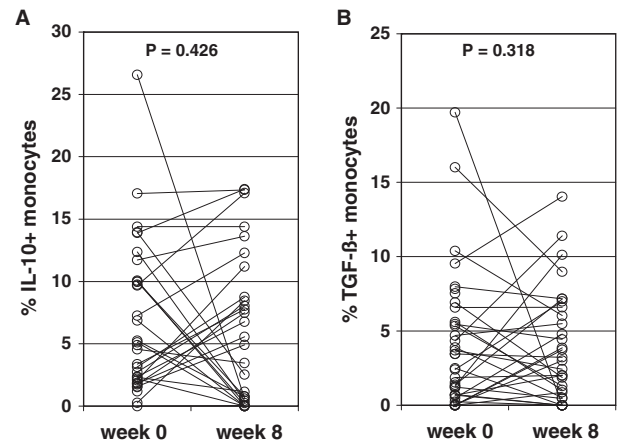 A
P = 0.426
% IL-10+ monocytes
30
25
20
15
10
5
0
week 0 week 8
B
P = 0.318
% TGF-ß+ monocytes
25
20
15
10
5
0
week 0 week 8